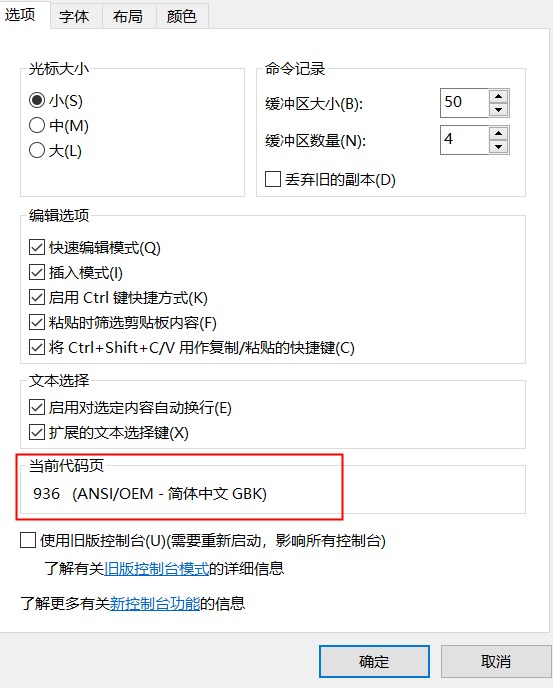 选项 字体 布局 颜色
光标大小
小(S)
中(M)
大(L)
命令记录
缓冲区大小(B): 50
缓冲区数量(N): 4
丢弃旧的副本(D)
编辑选项
快速编辑模式(Q)
插入模式(I)
启用 Ctrl 键快捷方式(K)
粘贴时筛选剪贴板内容(F)
将 Ctrl+Shift+C/V 用作复制/粘贴的快捷键(C)
文本选择
启用对选定内容自动换行(E)
扩展的文本选择键(X)
当前代码页
936 (ANSI/OEM - 简体中文 GBK)
使用旧版控制台(U)(需要重新启动，影响所有控制台)
了解有关旧版控制台模式的详细信息
了解更多有关新控制台功能的信息
确定 取消